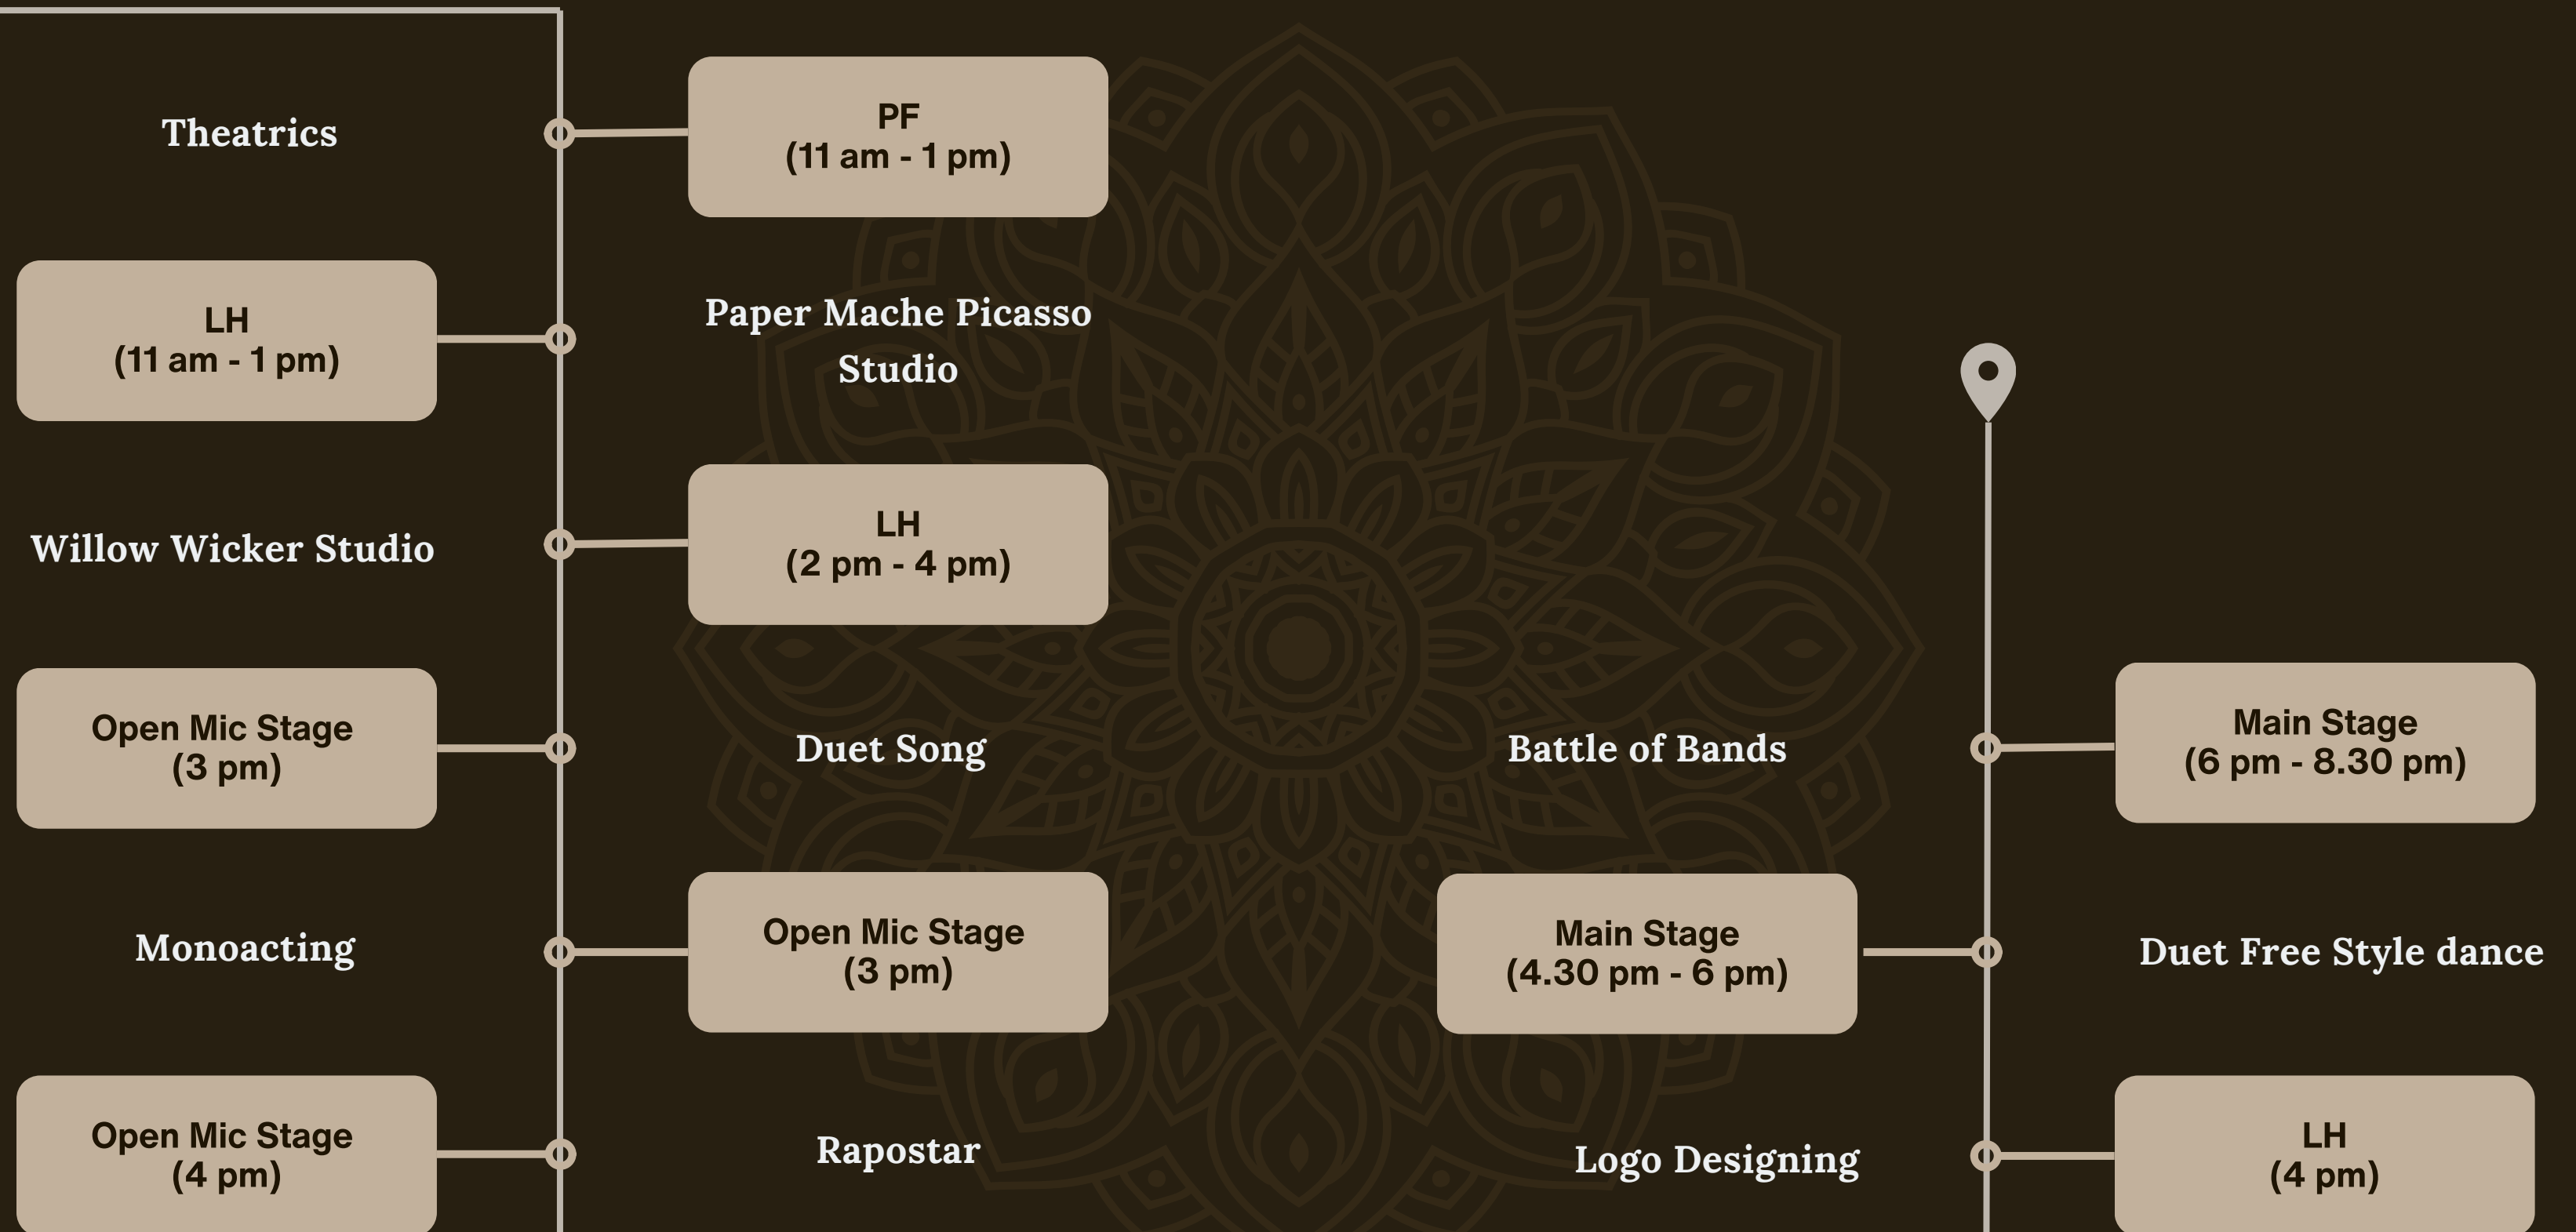 Theatrics
PF
(11 am - 1 pm)
LH
(11 am - 1 pm)
Paper Mache Picasso
Studio
Willow Wicker Studio
LH
(2 pm - 4 pm)
Open Mic Stage
(3 pm)
Duet Song
Monoacting
Open Mic Stage
(3 pm)
Open Mic Stage
(4 pm)
Rapostar
Battle of Bands
Main Stage
(6 pm - 8.30 pm)
Main Stage
(4.30 pm - 6 pm)
Duet Free Style dance
Logo Designing
LH
(4 pm)